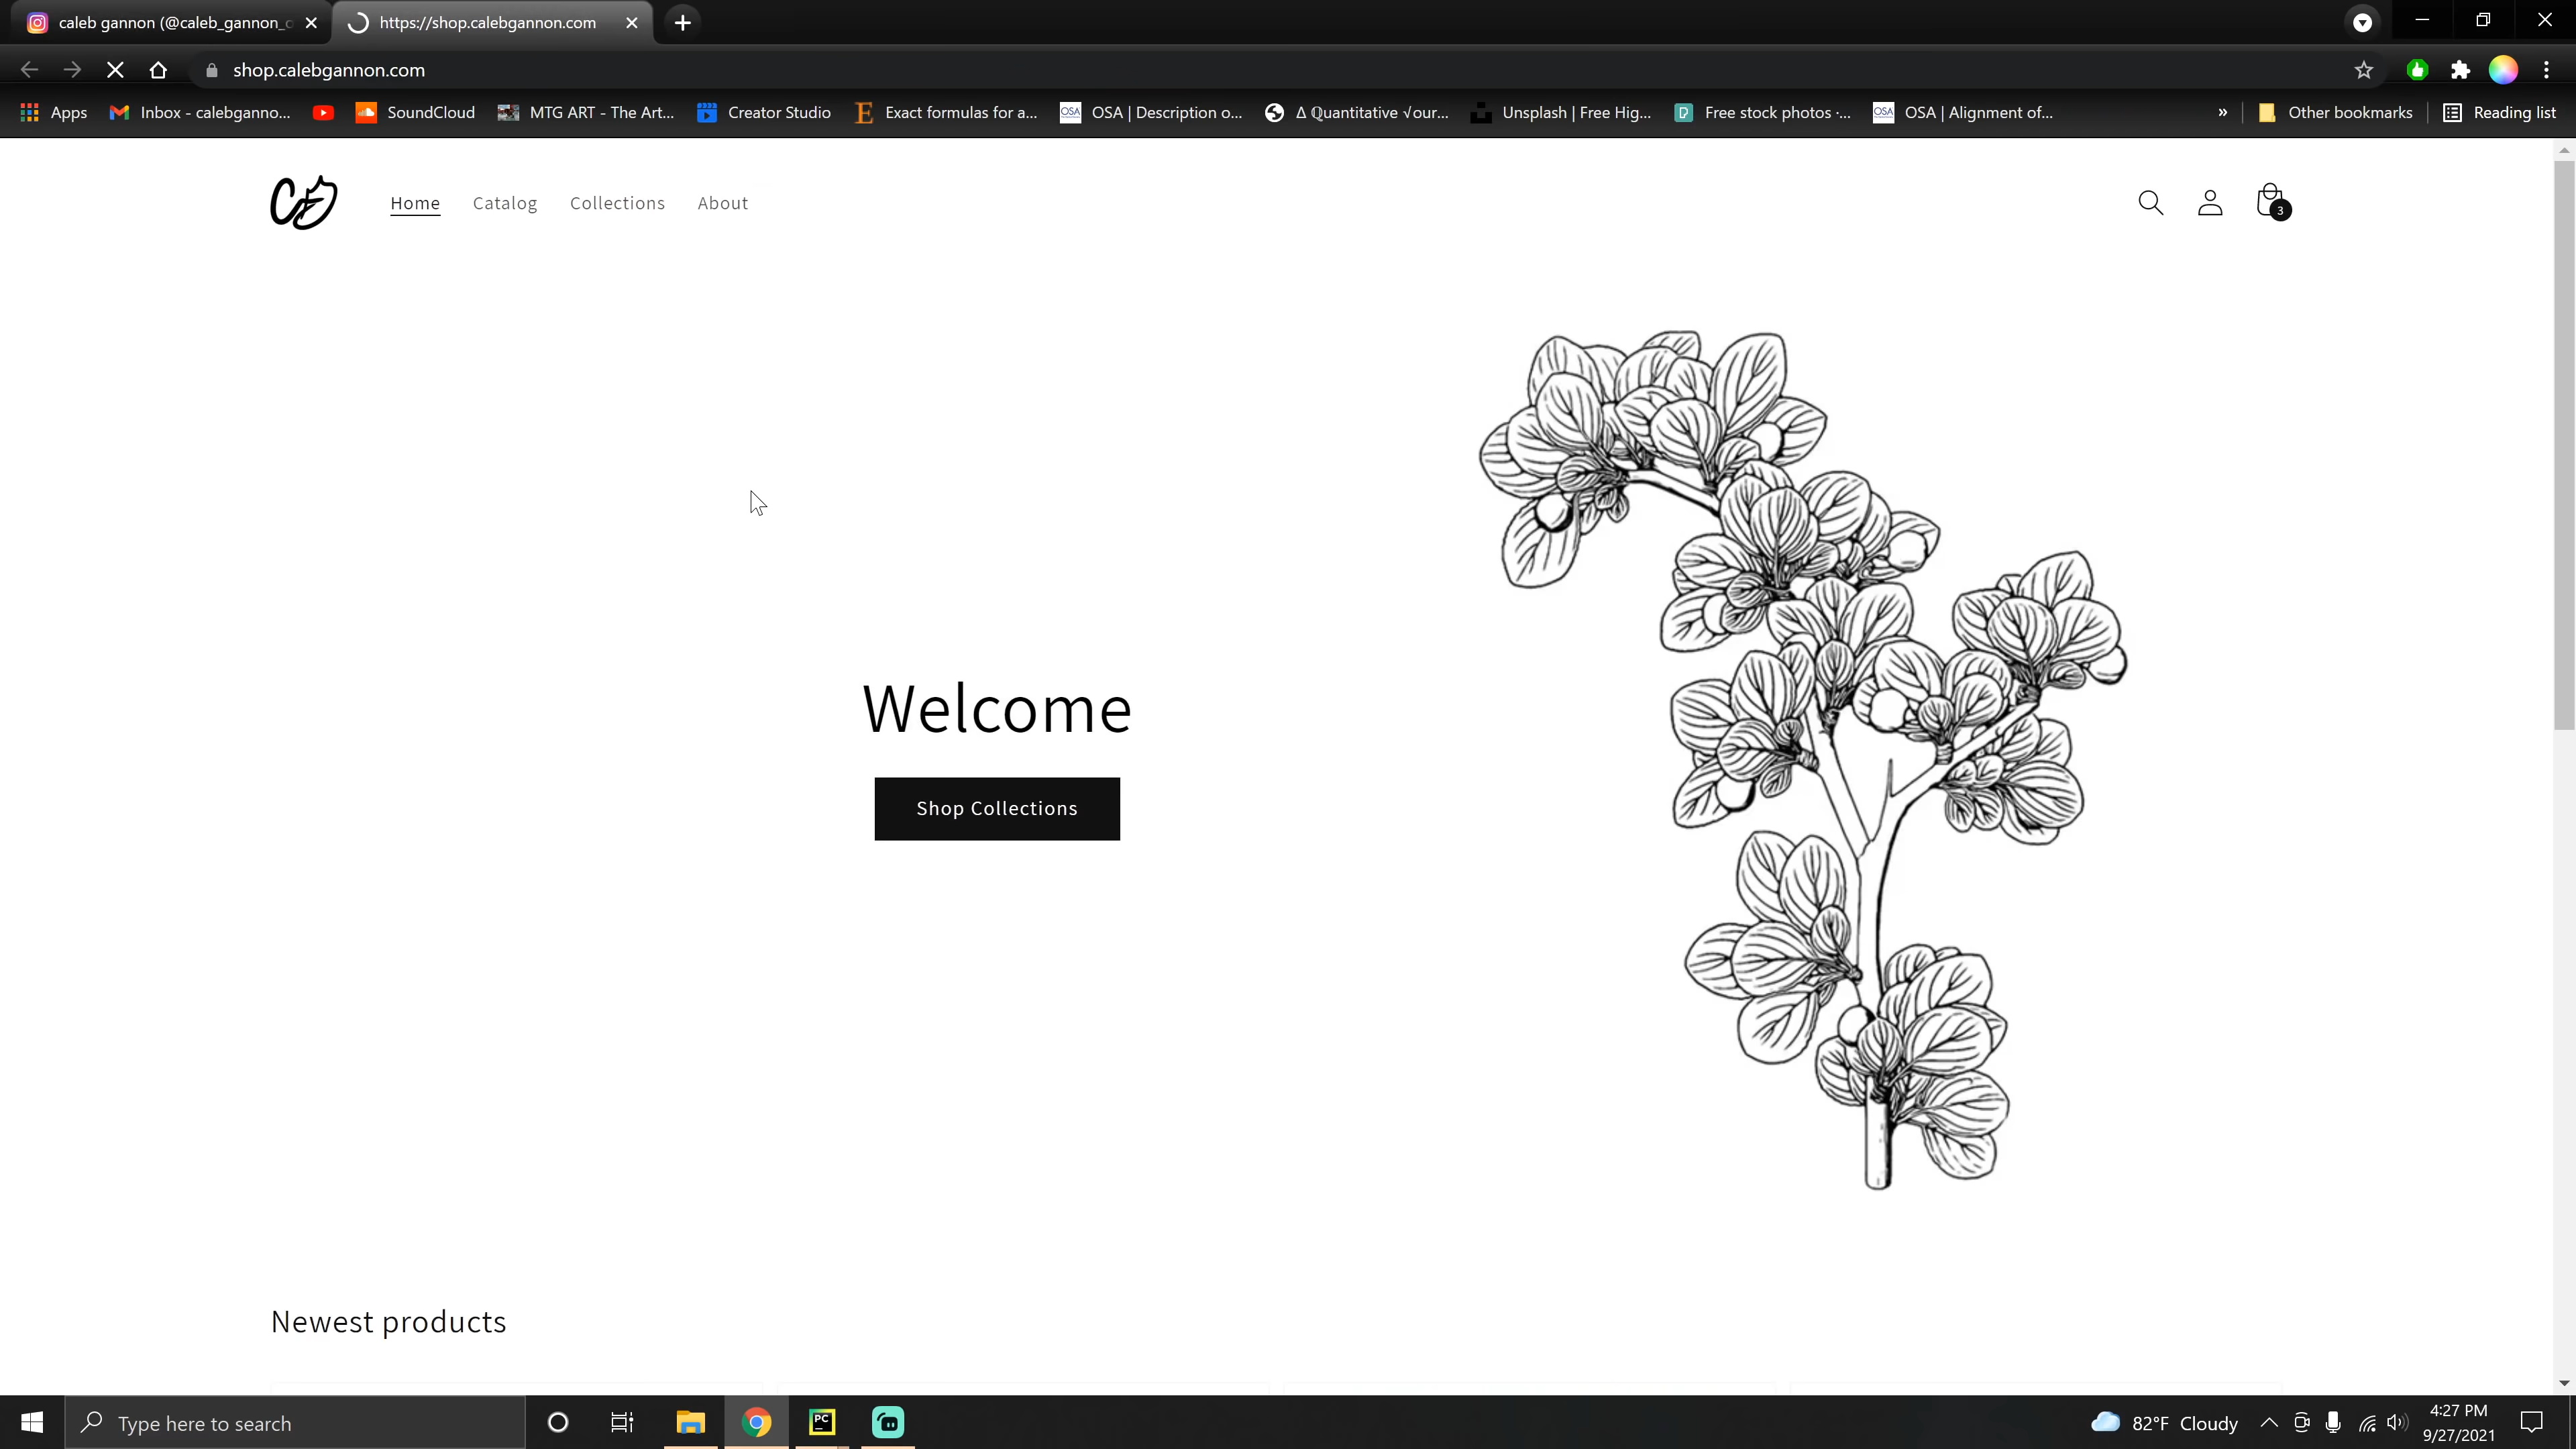 caleb gannon (@caleb_gannon_c
https://shop.calebgannon.com
shop.calebgannon.com
Apps
Inbox - calebganno...
SoundCloud
MTG ART - The Art...
Creator Studio
Exact formulas for a...
OSA | Description o...
Δ ℚuantitative √our...
Unsplash | Free Hig...
Free stock photos ·...
OSA | Alignment of...
»
Other bookmarks
Reading list
Home
Catalog
Collections
About
3
Welcome
Shop Collections
Newest products
Type here to search
PC
82°F Cloudy
4:27 PM
9/27/2021